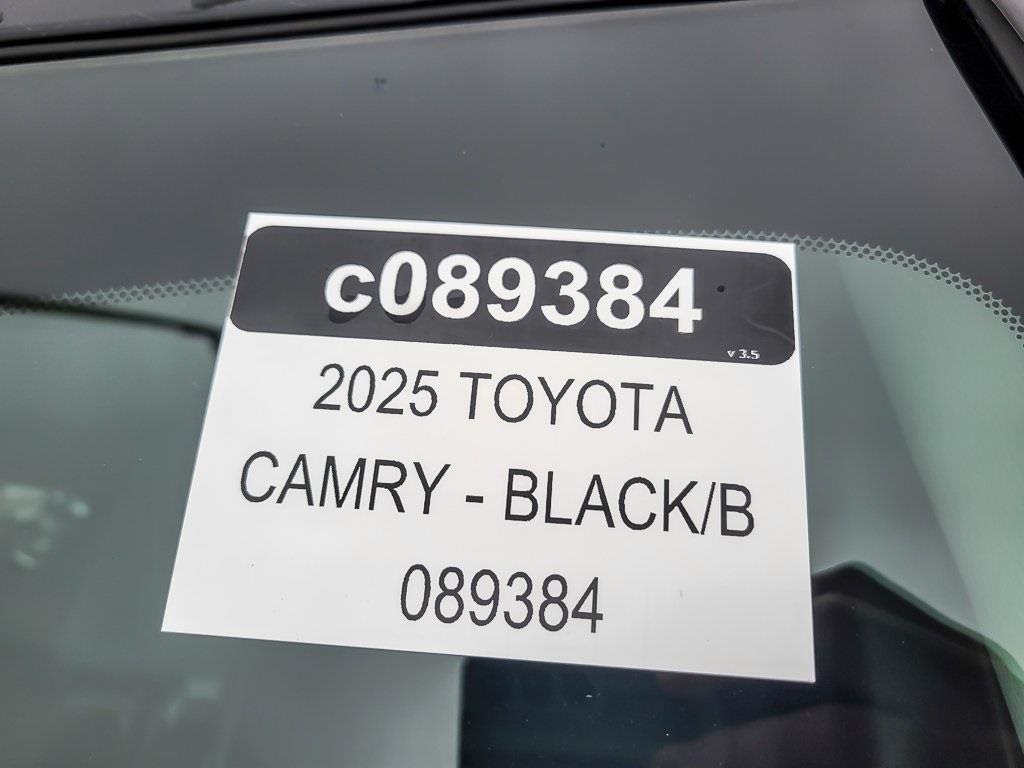 c089384
v 3.5
2025 TOYOTA
CAMRY - BLACK/B
089384